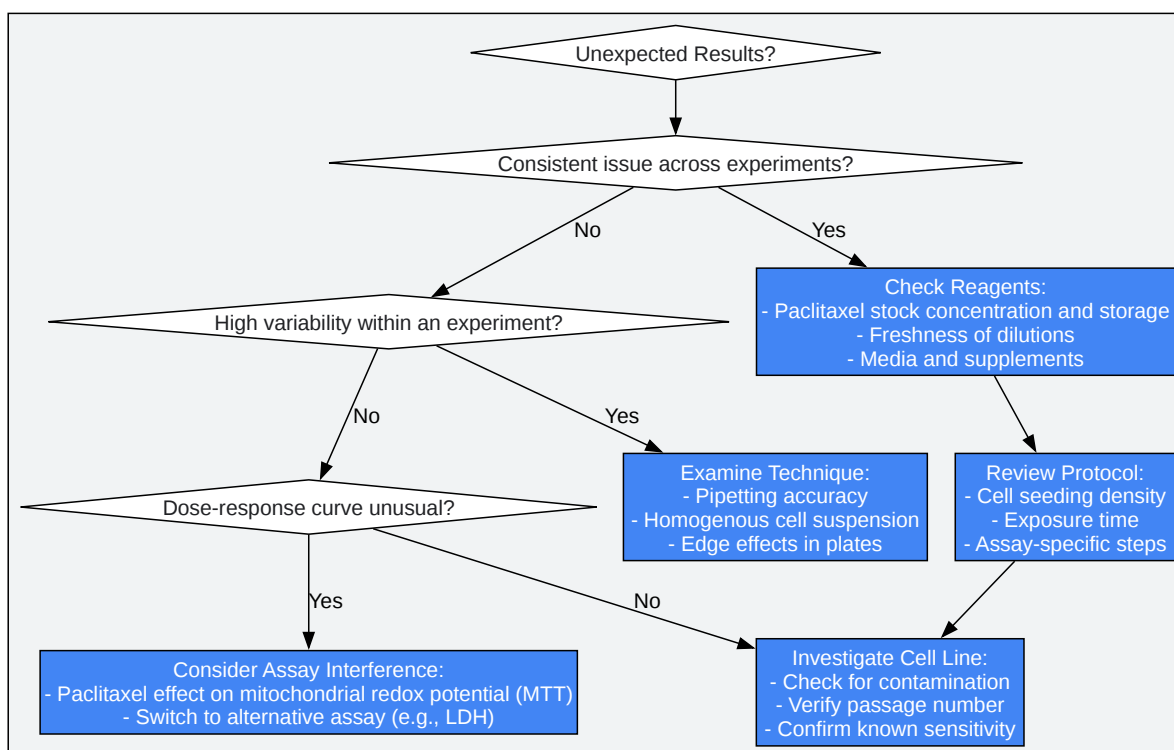 Unexpected Results?
Consistent issue across experiments?
No
Yes
Check Reagents:
- Paclitaxel stock concentration and storage
- Freshness of dilutions
- Media and supplements
High variability within an experiment?
No
Yes
Examine Technique:
- Pipetting accuracy
- Homogenous cell suspension
- Edge effects in plates
Review Protocol:
- Cell seeding density
- Exposure time
- Assay-specific steps
Dose-response curve unusual?
Yes
No
Consider Assay Interference:
- Paclitaxel effect on mitochondrial redox potential (MTT)
- Switch to alternative assay (e.g., LDH)
Investigate Cell Line:
- Check for contamination
- Verify passage number
- Confirm known sensitivity